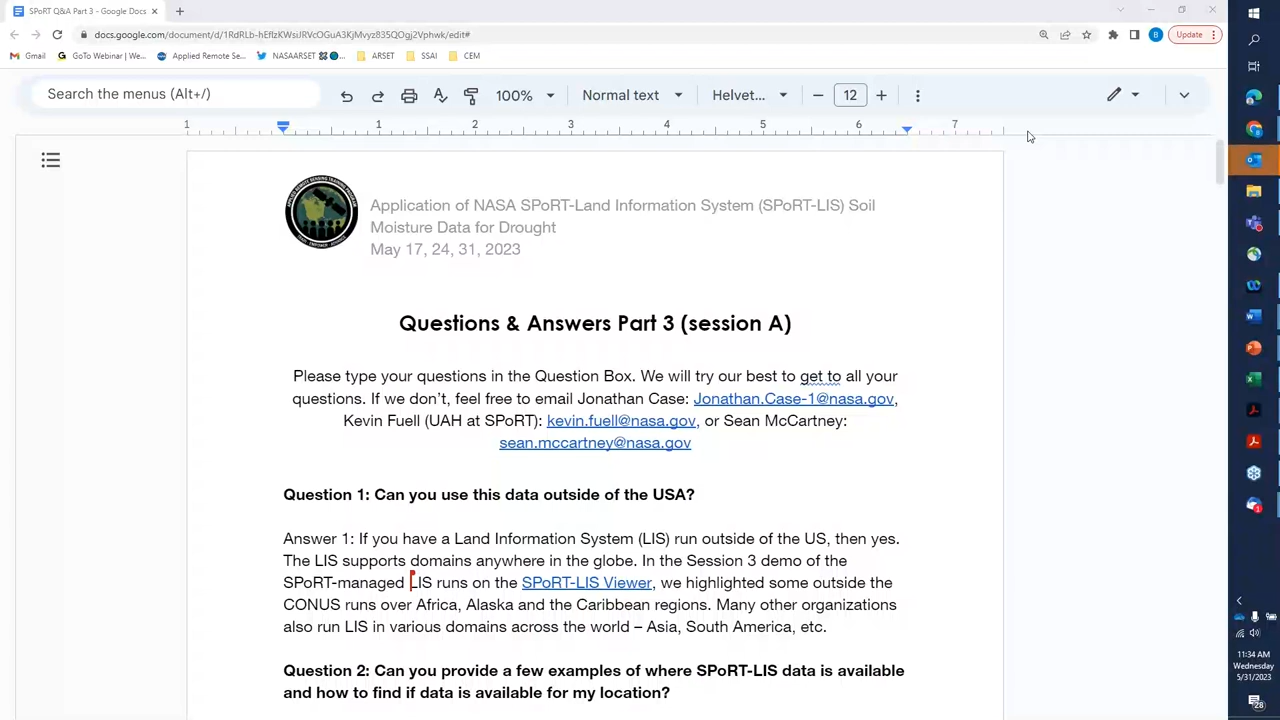 SPoRT Q&A Part 3 - Google Docs
docs.google.com/document/d/1RdRLb-hEflzKWsiJRVcOGuA3KjMvyz835QOgj2Vphwk/edit#
Update
Gmail
GoTo Webinar | We...
Applied Remote Se...
NASAARSET
ARSET
SSAI
CEM
Search the menus (Alt+/)
100%
Normal text
Helvet...
12
1 1 2 3 4 5 6 7
Application of NASA SPoRT-Land Information System (SPoRT-LIS) Soil
Moisture Data for Drought
May 17, 24, 31, 2023
Questions & Answers Part 3 (session A)
Please type your questions in the Question Box. We will try our best to get to all your
questions. If we don’t, feel free to email Jonathan Case: Jonathan.Case-1@nasa.gov,
Kevin Fuell (UAH at SPoRT): kevin.fuell@nasa.gov, or Sean McCartney:
sean.mccartney@nasa.gov
Question 1: Can you use this data outside of the USA?
Answer 1: If you have a Land Information System (LIS) run outside of the US, then yes.
The LIS supports domains anywhere in the globe. In the Session 3 demo of the
SPoRT-managed LIS runs on the SPoRT-LIS Viewer, we highlighted some outside the
CONUS runs over Africa, Alaska and the Caribbean regions. Many other organizations
also run LIS in various domains across the world – Asia, South America, etc.
Question 2: Can you provide a few examples of where SPoRT-LIS data is available
and how to find if data is available for my location?
11:34 AM
Wednesday
5/31/2023
28